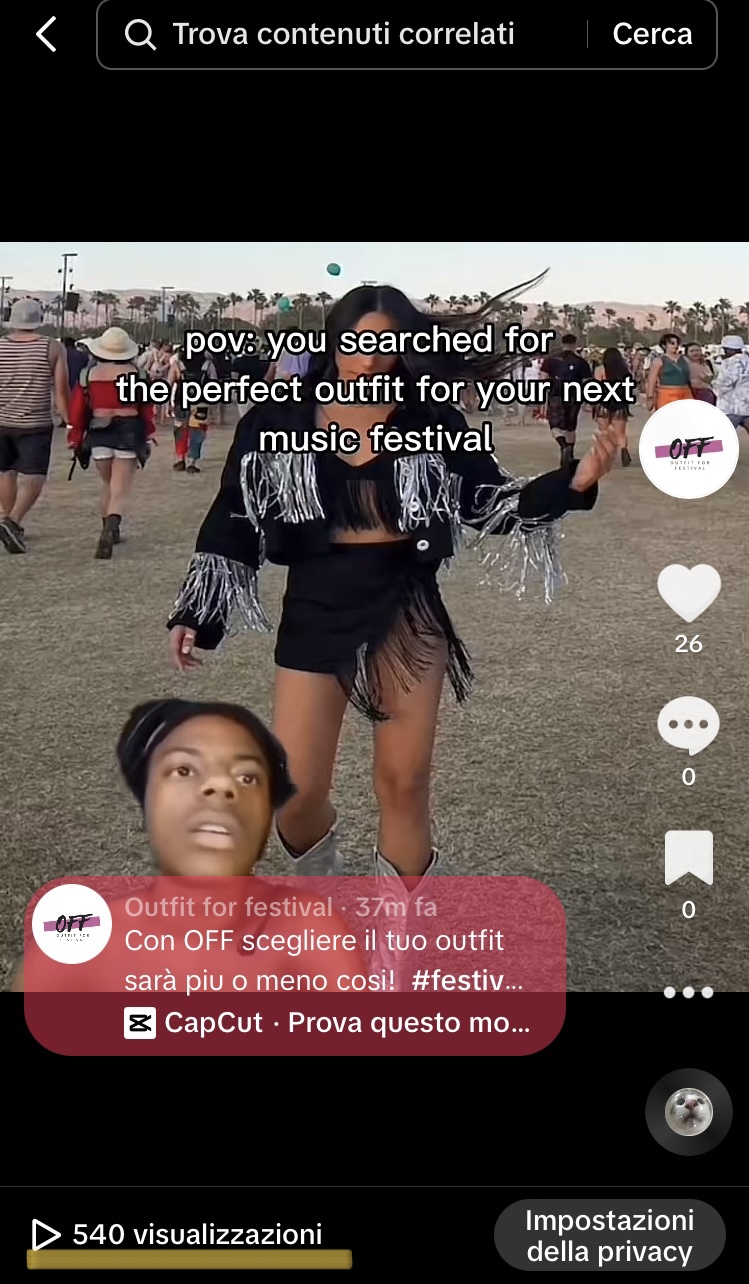 Trova contenuti correlati
Cerca
pov: you searched for
the perfect outfit for your next
music festival
OFF
OUTFIT FOR
FESTIVAL
26
0
0
OFF
OUTFIT FOR
FESTIVAL
Outfit for festival · 37m fa
Con OFF scegliere il tuo outfit
sarà piu o meno cosi! #festiv...
CapCut · Prova questo mo...
540 visualizzazioni
Impostazioni
della privacy